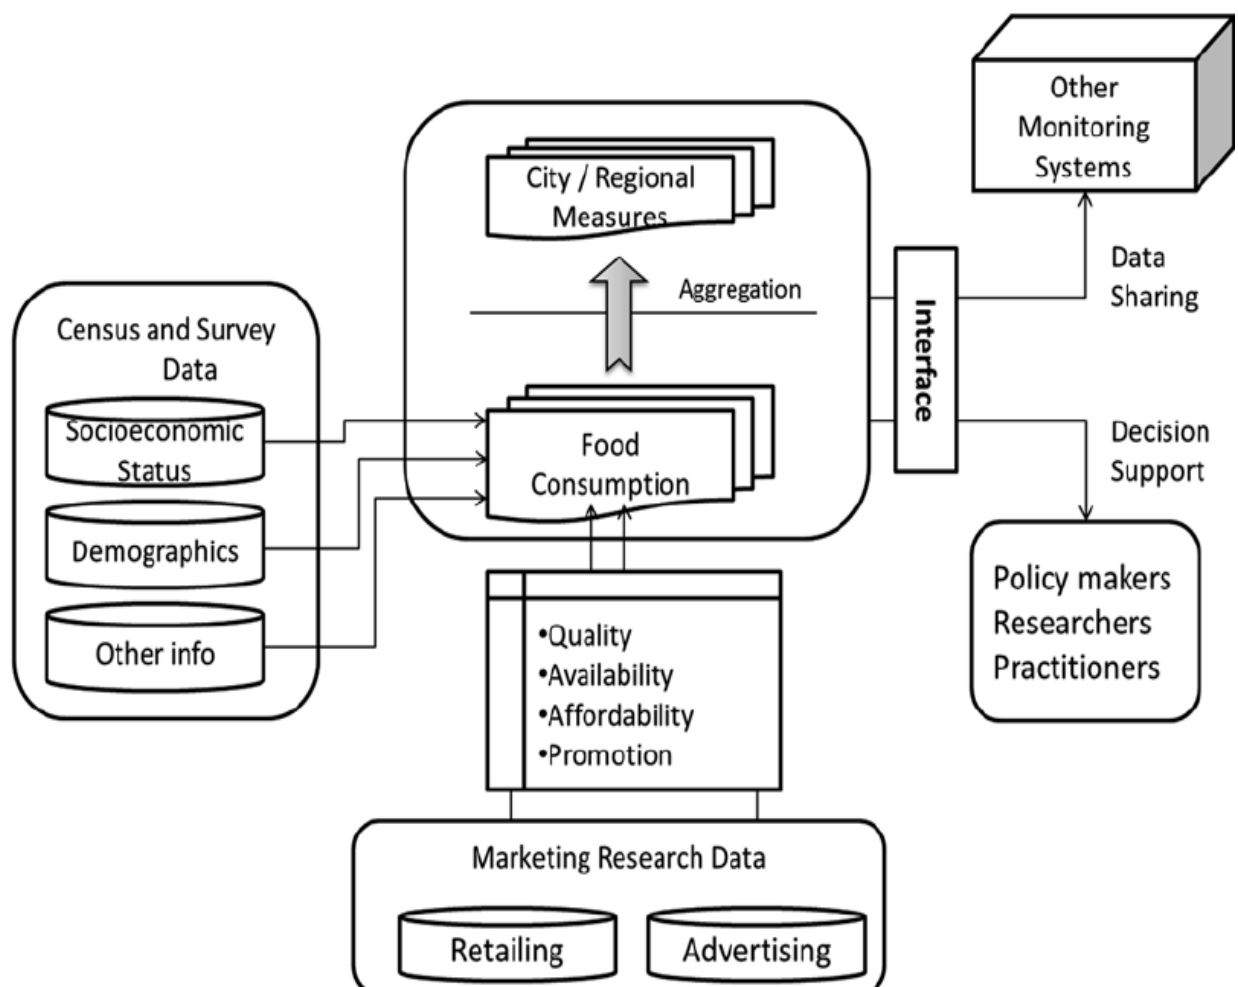 Other
Monitoring
Systems
City / Regional
Measures
Aggregation
Data
Sharing
Interface
Census and Survey
Data
Socioeconomic
Status
Demographics
Other info
Food
Consumption
Decision
Support
Policy makers
Researchers
Practitioners
•Quality
•Availability
•Affordability
•Promotion
Marketing Research Data
Retailing
Advertising